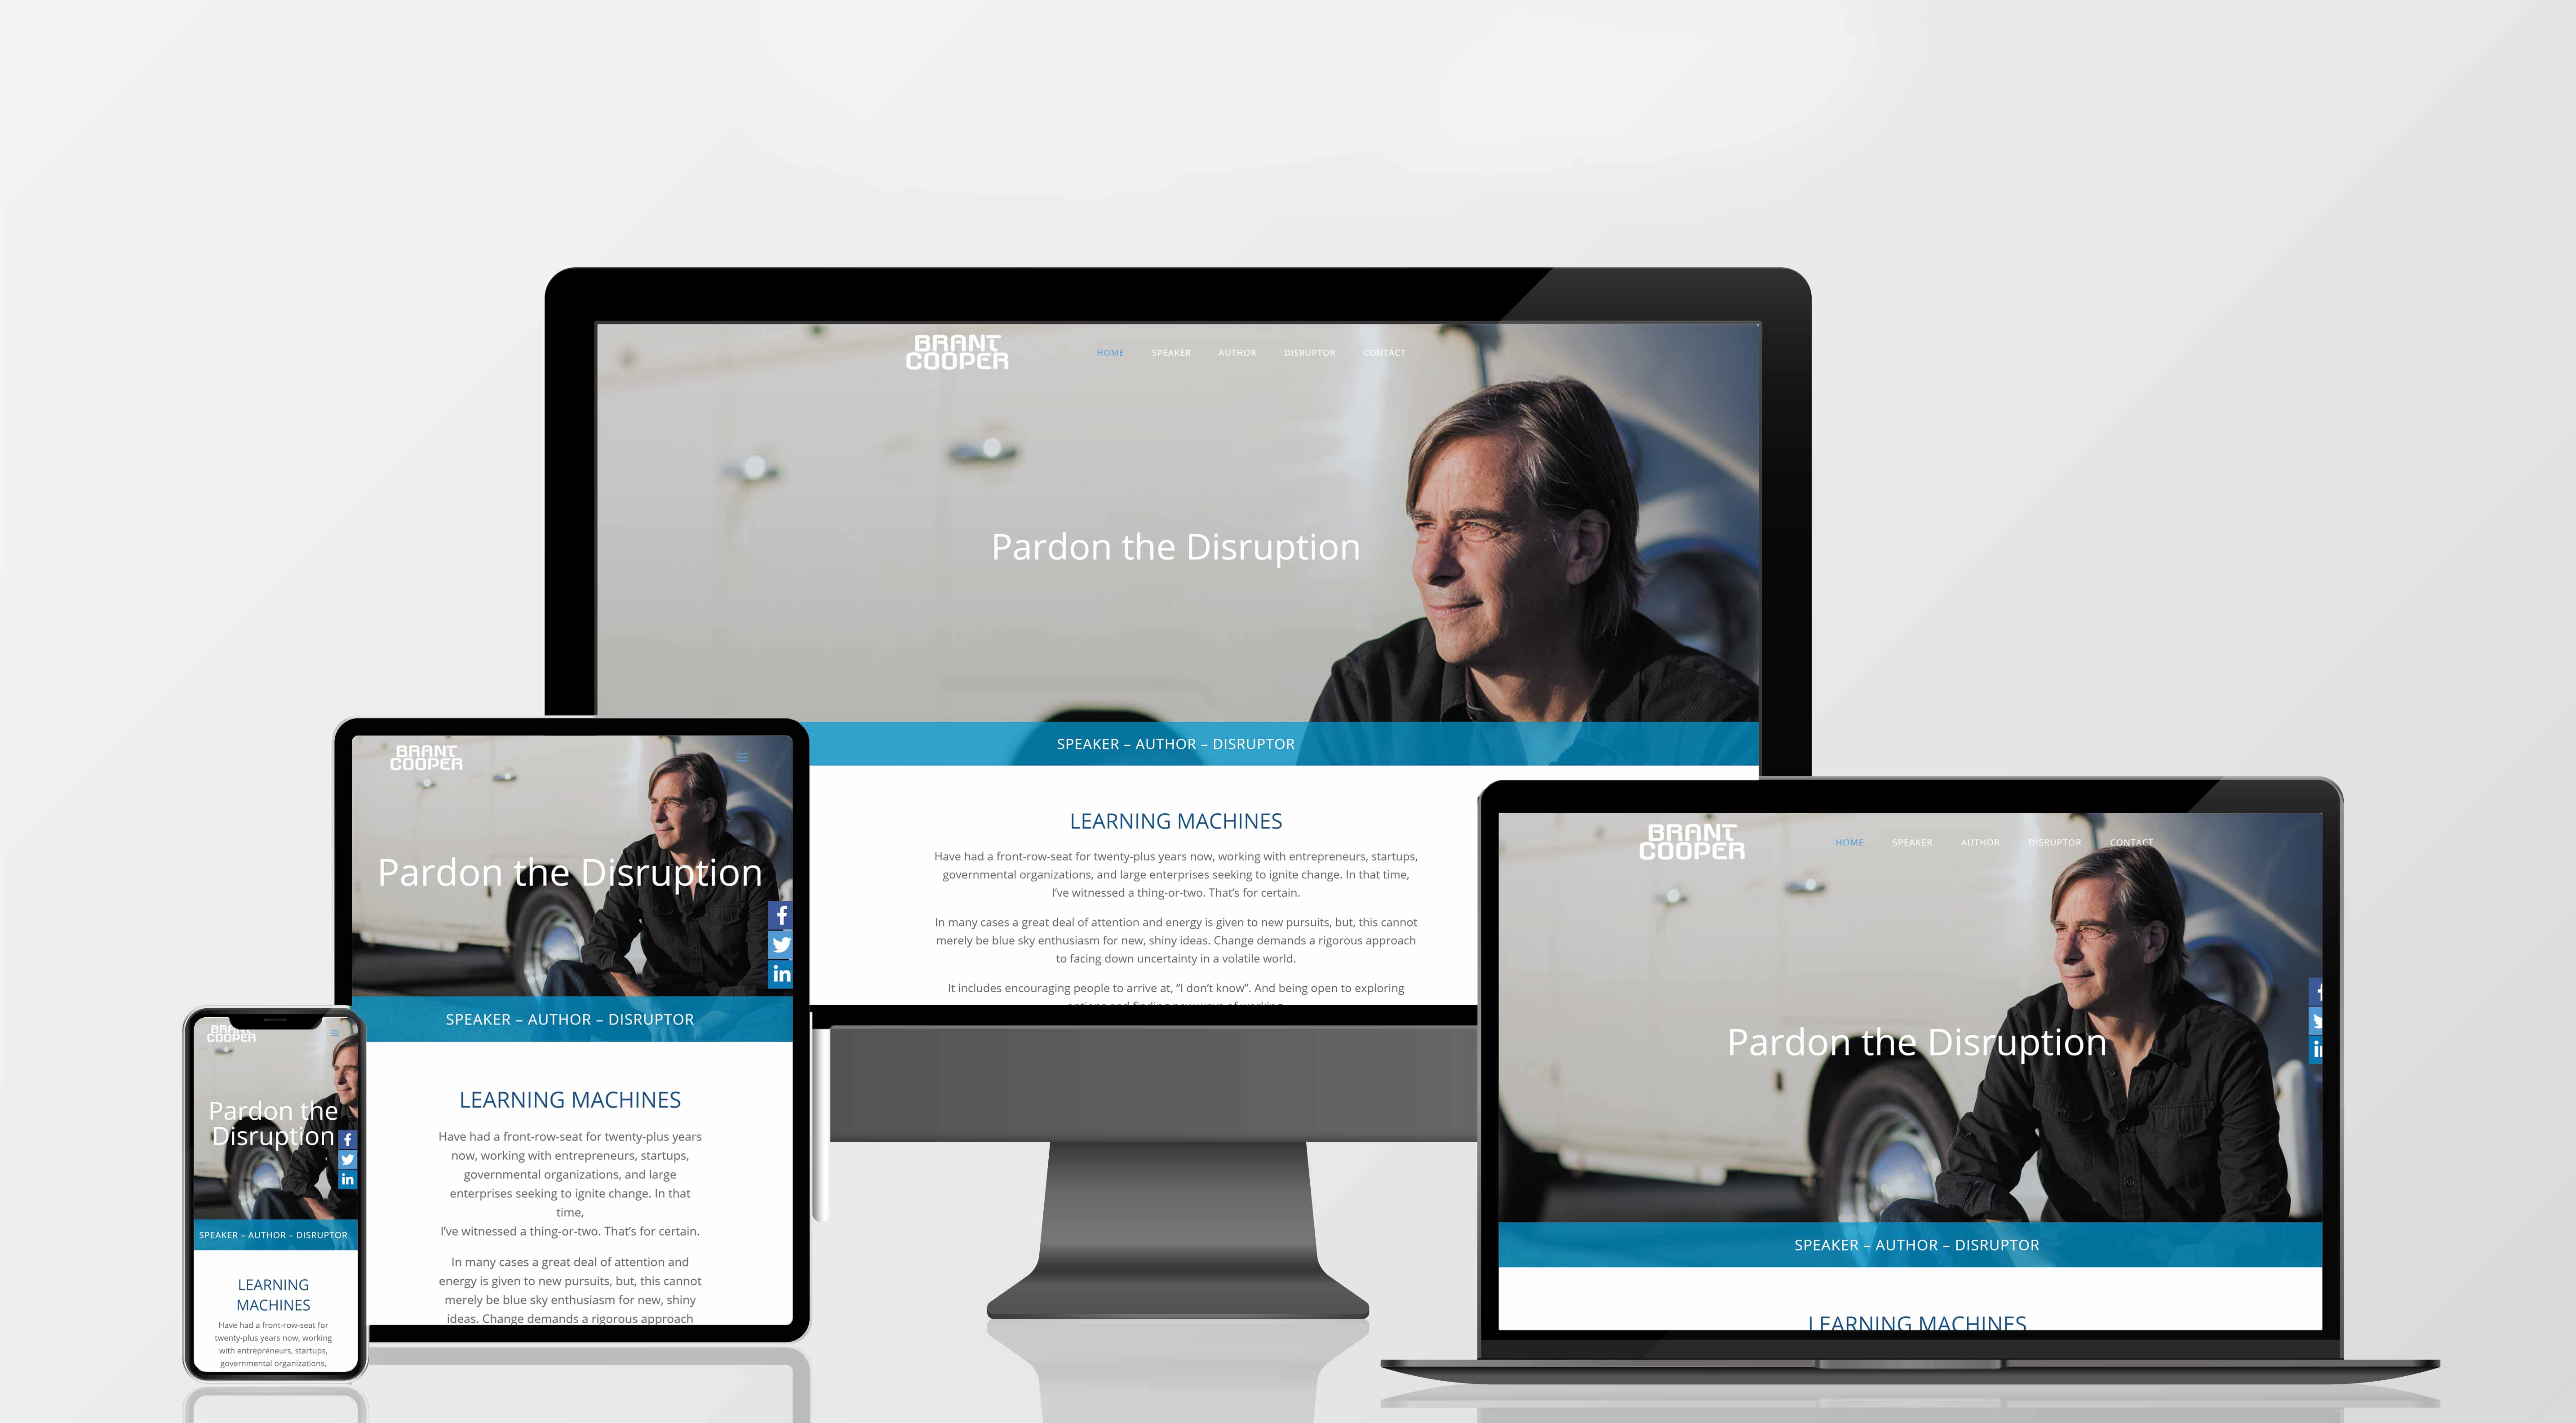 BRANT
COOPER
HOME SPEAKER AUTHOR DISRUPTOR CONTACT
Pardon the Disruption
SPEAKER – AUTHOR – DISRUPTOR
LEARNING MACHINES
Have had a front-row-seat for twenty-plus years now, working with entrepreneurs, startups,
governmental organizations, and large enterprises seeking to ignite change. In that time,
I’ve witnessed a thing-or-two. That’s for certain.
In many cases a great deal of attention and energy is given to new pursuits, but, this cannot
merely be blue sky enthusiasm for new, shiny ideas. Change demands a rigorous approach
to facing down uncertainty in a volatile world.
It includes encouraging people to arrive at, “I don’t know”. And being open to exploring
BRANT
COOPER
Pardon the Disruption
f
in
SPEAKER – AUTHOR – DISRUPTOR
LEARNING MACHINES
Have had a front-row-seat for twenty-plus years
now, working with entrepreneurs, startups,
governmental organizations, and large
enterprises seeking to ignite change. In that
time,
I’ve witnessed a thing-or-two. That’s for certain.
In many cases a great deal of attention and
energy is given to new pursuits, but, this cannot
merely be blue sky enthusiasm for new, shiny
ideas. Change demands a rigorous approach
BRANT
COOPER
Pardon the
Disruption
f
in
SPEAKER – AUTHOR – DISRUPTOR
LEARNING
MACHINES
Have had a front-row-seat for
twenty-plus years now, working
with entrepreneurs, startups,
governmental organizations,
BRANT
COOPER
HOME SPEAKER AUTHOR DISRUPTOR CONTACT
Pardon the Disruption
SPEAKER – AUTHOR – DISRUPTOR
LEARNING MACHINES